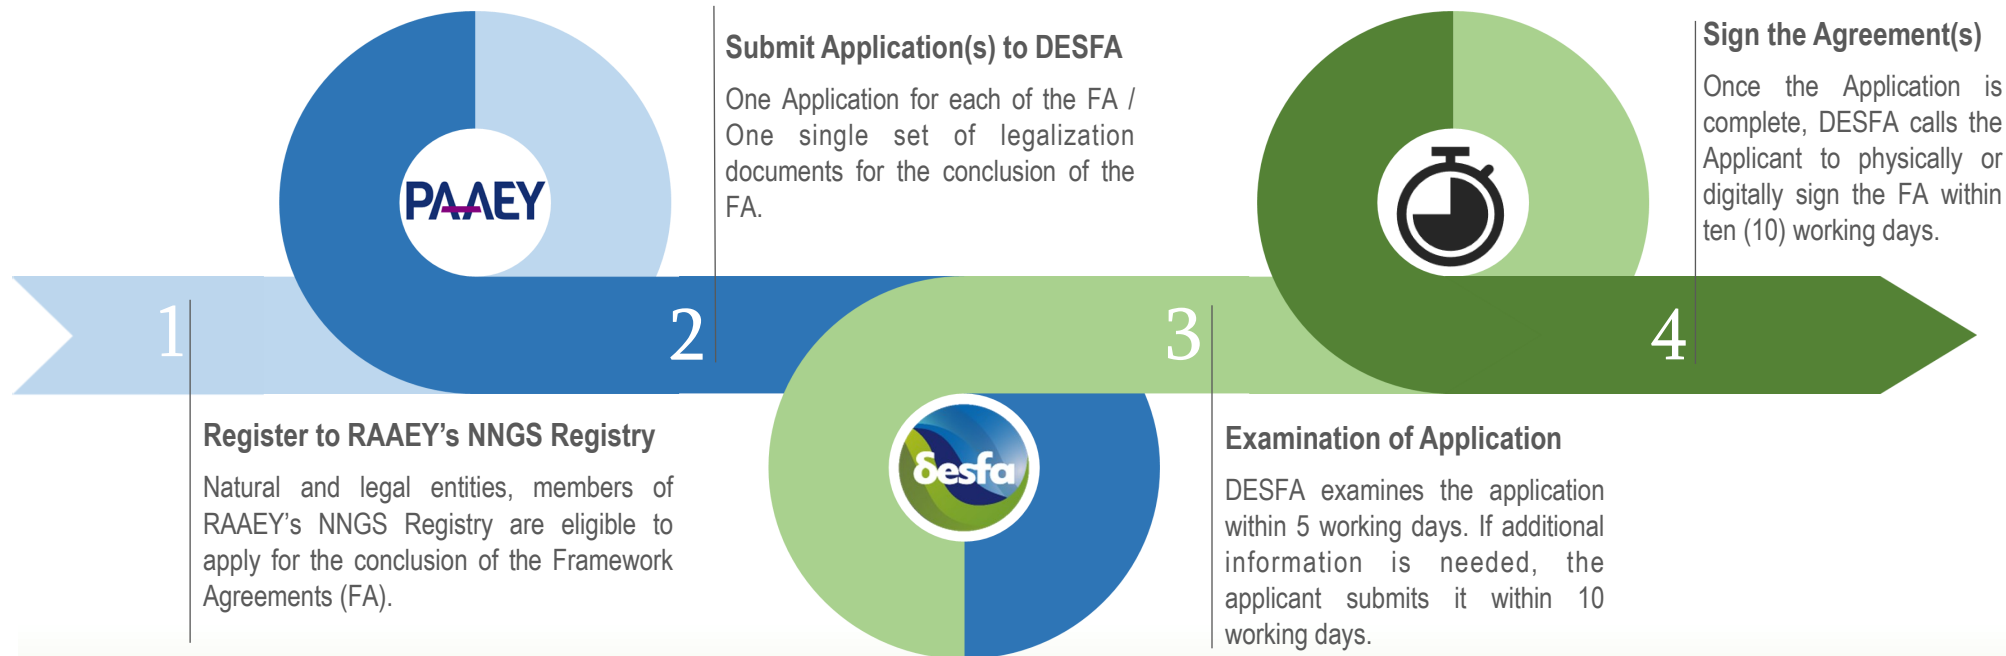 1
Register to RAAEY’s NNGS Registry
Natural and legal entities, members of
RAAEY’s NNGS Registry are eligible to
apply for the conclusion of the Framework
Agreements (FA).
ΡΑΑΕΥ
2
Submit Application(s) to DESFA
One Application for each of the FA /
One single set of legalization
documents for the conclusion of the
FA.
δesfa
3
Examination of Application
DESFA examines the application
within 5 working days. If additional
information is needed, the
applicant submits it within 10
working days.
4
Sign the Agreement(s)
Once the Application is
complete, DESFA calls the
Applicant to physically or
digitally sign the FA within
ten (10) working days.